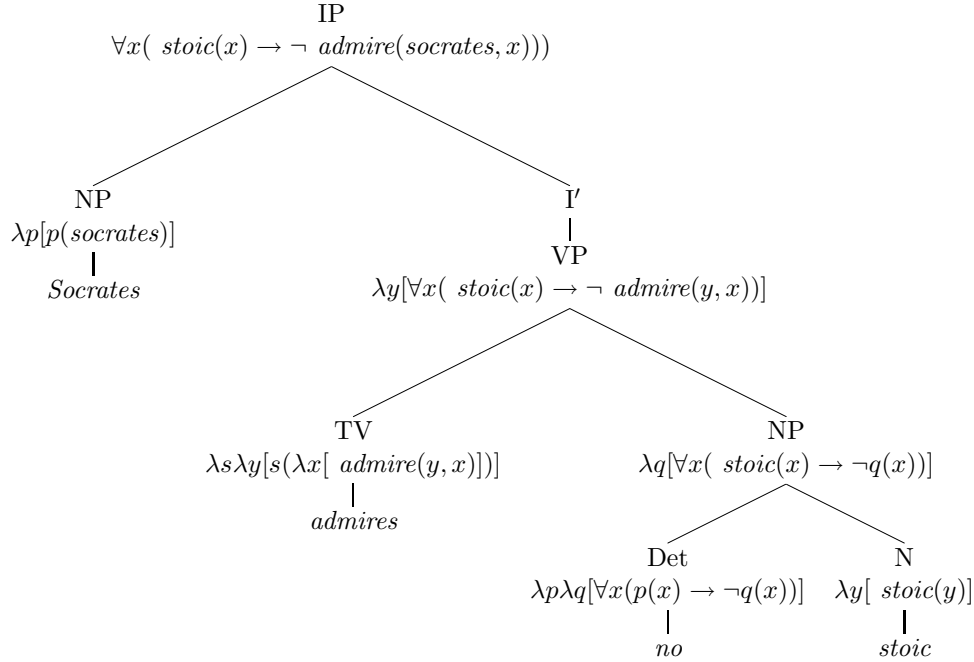 IP
∀x( stoic(x) → ¬ admire(socrates, x)))
NP
λp[p(socrates)]
Socrates
I′
VP
λy[∀x( stoic(x) → ¬ admire(y, x))]
TV
λsλy[s(λx[ admire(y, x)])]
admires
NP
λq[∀x( stoic(x) → ¬q(x))]
Det
λpλq[∀x(p(x) → ¬q(x))]
no
N
λy[ stoic(y)]
stoic